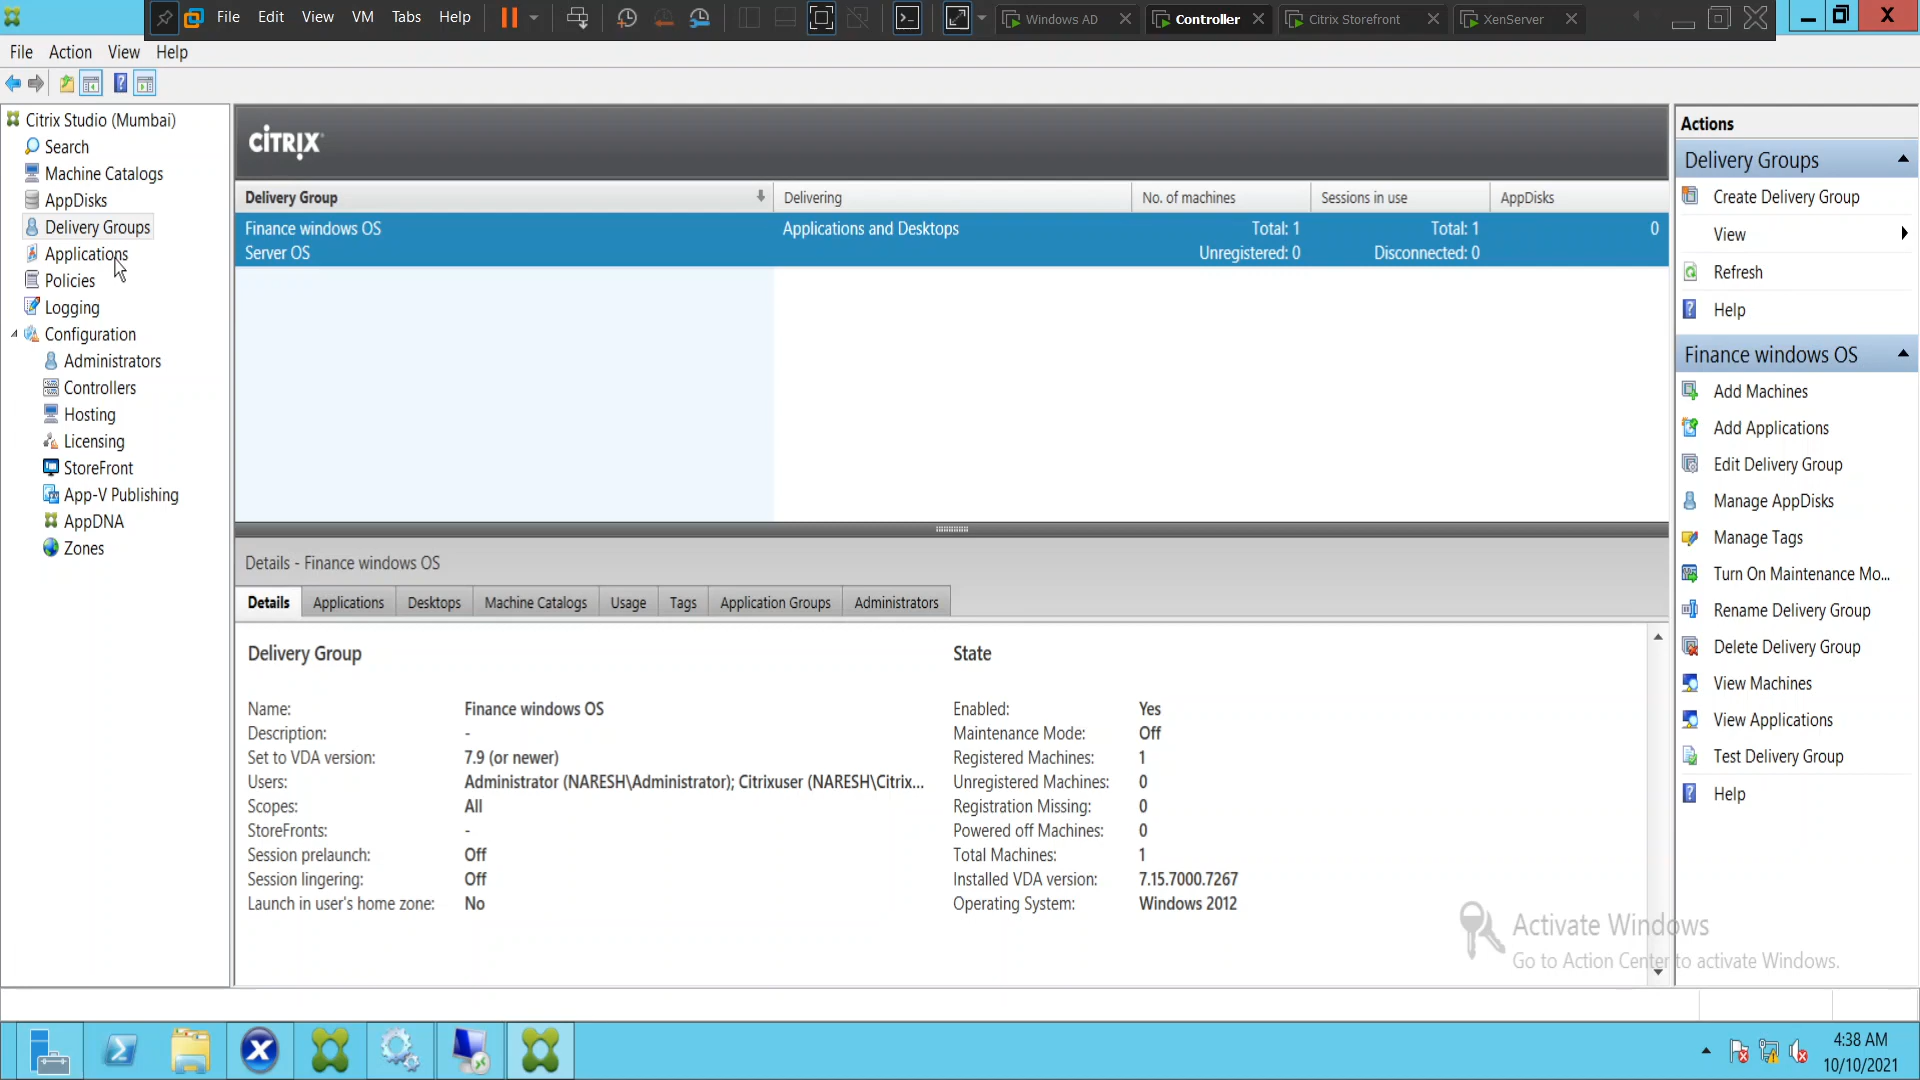 File Edit View VM Tabs Help
Windows AD
Controller
Citrix Storefront
XenServer
File Action View Help
Citrix Studio (Mumbai)
Search
Machine Catalogs
AppDisks
Delivery Groups
Applications
Policies
Logging
Configuration
Administrators
Controllers
Hosting
Licensing
StoreFront
App-V Publishing
AppDNA
Zones
CİTRIX
Delivery Group Delivering No. of machines Sessions in use AppDisks
Finance windows OS Applications and Desktops Total: 1 Total: 1 0
Server OS Unregistered: 0 Disconnected: 0
Details - Finance windows OS
Details Applications Desktops Machine Catalogs Usage Tags Application Groups Administrators
Delivery Group
Name: Finance windows OS
Description: -
Set to VDA version: 7.9 (or newer)
Users: Administrator (NARESH\Administrator); Citrixuser (NARESH\Citrix...
Scopes: All
StoreFronts: -
Session prelaunch: Off
Session lingering: Off
Launch in user's home zone: No
State
Enabled: Yes
Maintenance Mode: Off
Registered Machines: 1
Unregistered Machines: 0
Registration Missing: 0
Powered off Machines: 0
Total Machines: 1
Installed VDA version: 7.15.7000.7267
Operating System: Windows 2012
Actions
Delivery Groups
Create Delivery Group
View
Refresh
Help
Finance windows OS
Add Machines
Add Applications
Edit Delivery Group
Manage AppDisks
Manage Tags
Turn On Maintenance Mo...
Rename Delivery Group
Delete Delivery Group
View Machines
View Applications
Test Delivery Group
Help
Activate Windows
Go to Action Center to activate Windows.
4:38 AM
10/10/2021